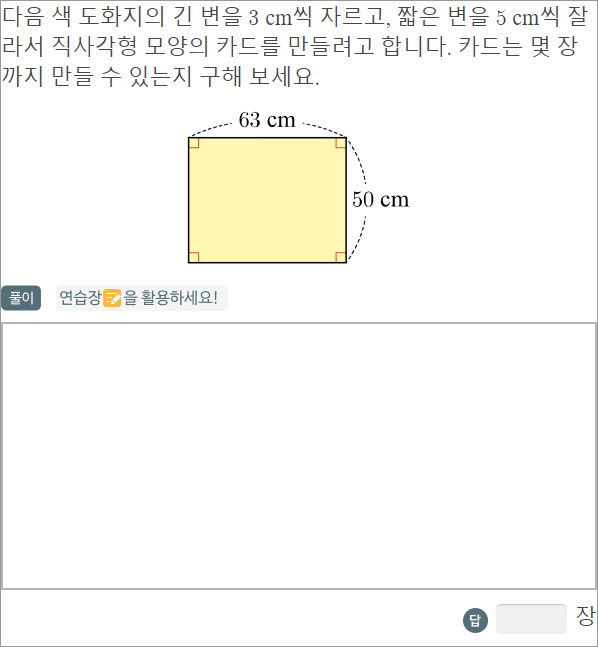 다음 색 도화지의 긴 변을 3 cm씩 자르고, 짧은 변을 5 cm씩 잘
라서 직사각형 모양의 카드를 만들려고 합니다. 카드는 몇 장
까지 만들 수 있는지 구해 보세요.
63 cm
50 cm
풀이 연습장을 활용하세요!
답 장